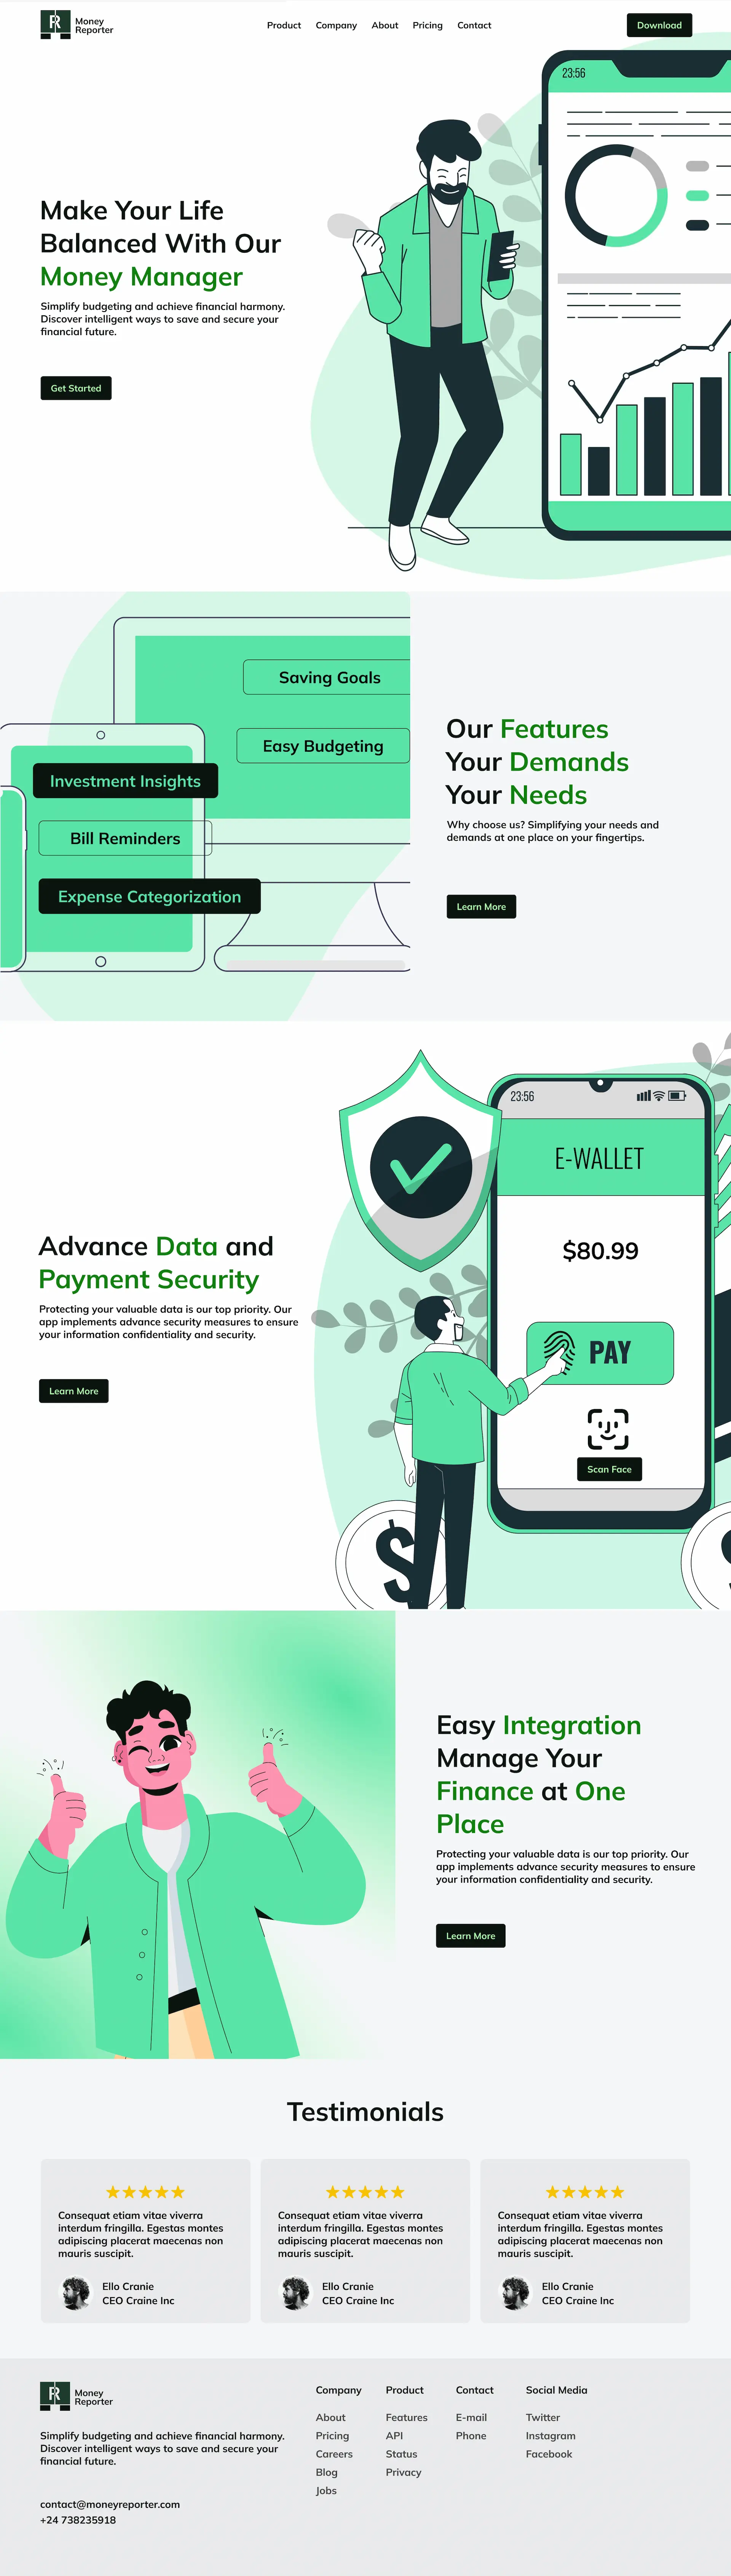 FR
Money
Reporter
Product Company About Pricing Contact
Download
23:56
Make Your Life
Balanced With Our
Money Manager
Simplify budgeting and achieve financial harmony.
Discover intelligent ways to save and secure your
financial future.
Get Started
Saving Goals
Easy Budgeting
Investment Insights
Bill Reminders
Expense Categorization
Our Features
Your Demands
Your Needs
Why choose us? Simplifying your needs and
demands at one place on your fingertips.
Learn More
23:56
E-WALLET
$80.99
PAY
Scan Face
$
$
Advance Data and
Payment Security
Protecting your valuable data is our top priority. Our
app implements advance security measures to ensure
your information confidentiality and security.
Learn More
Easy Integration
Manage Your
Finance at One
Place
Protecting your valuable data is our top priority. Our
app implements advance security measures to ensure
your information confidentiality and security.
Learn More
Testimonials
Consequat etiam vitae viverra
interdum fringilla. Egestas montes
adipiscing placerat maecenas non
mauris suscipit.
Ello Cranie
CEO Craine Inc
Consequat etiam vitae viverra
interdum fringilla. Egestas montes
adipiscing placerat maecenas non
mauris suscipit.
Ello Cranie
CEO Craine Inc
Consequat etiam vitae viverra
interdum fringilla. Egestas montes
adipiscing placerat maecenas non
mauris suscipit.
Ello Cranie
CEO Craine Inc
FR
Money
Reporter
Simplify budgeting and achieve financial harmony.
Discover intelligent ways to save and secure your
financial future.
contact@moneyreporter.com
+24 738235918
Company
About
Pricing
Careers
Blog
Jobs
Product
Features
API
Status
Privacy
Contact
E-mail
Phone
Social Media
Twitter
Instagram
Facebook